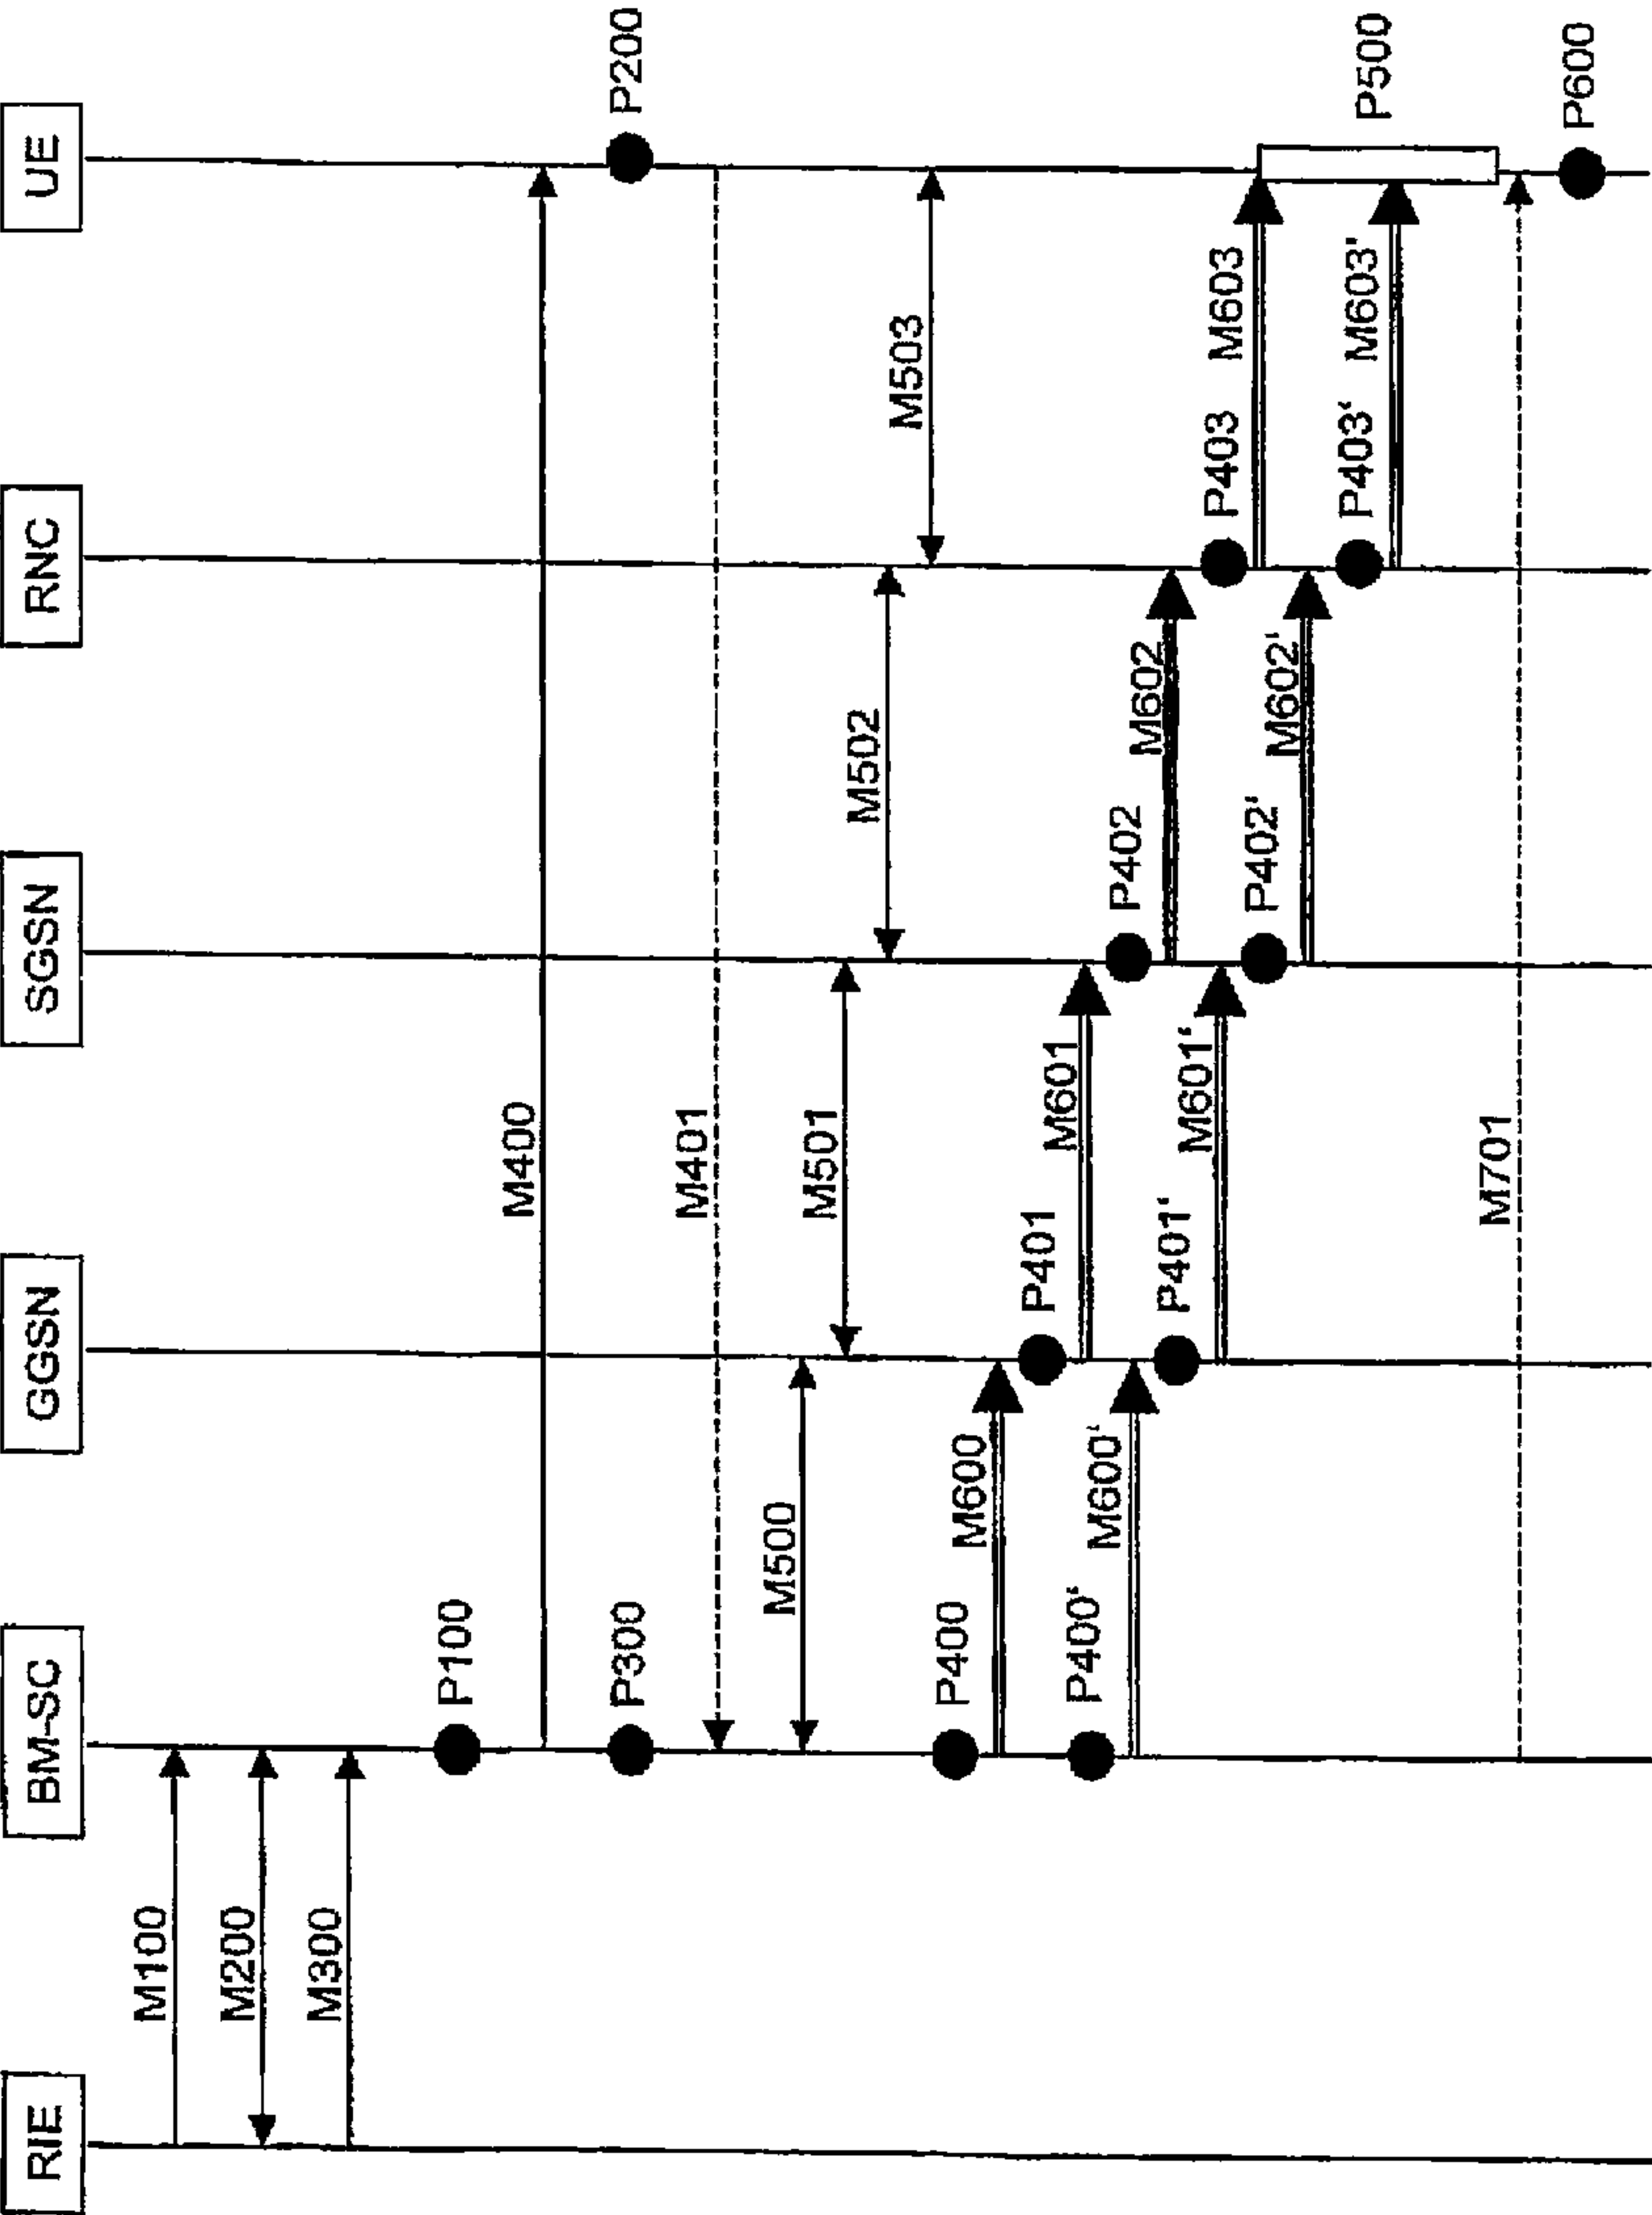 RIE
BM-SC
GGSN
SGSN
RNC
UE
M100
M200
M300
P100
M400
P300
P200
M401
M500
M501
M502
M503
P400
M600
P401
P400‘
M601
M600‘
P402
M602
P401‘
M601‘
P403
M603
P402'
M602'
P403‘
M603'
P500
M701
P600